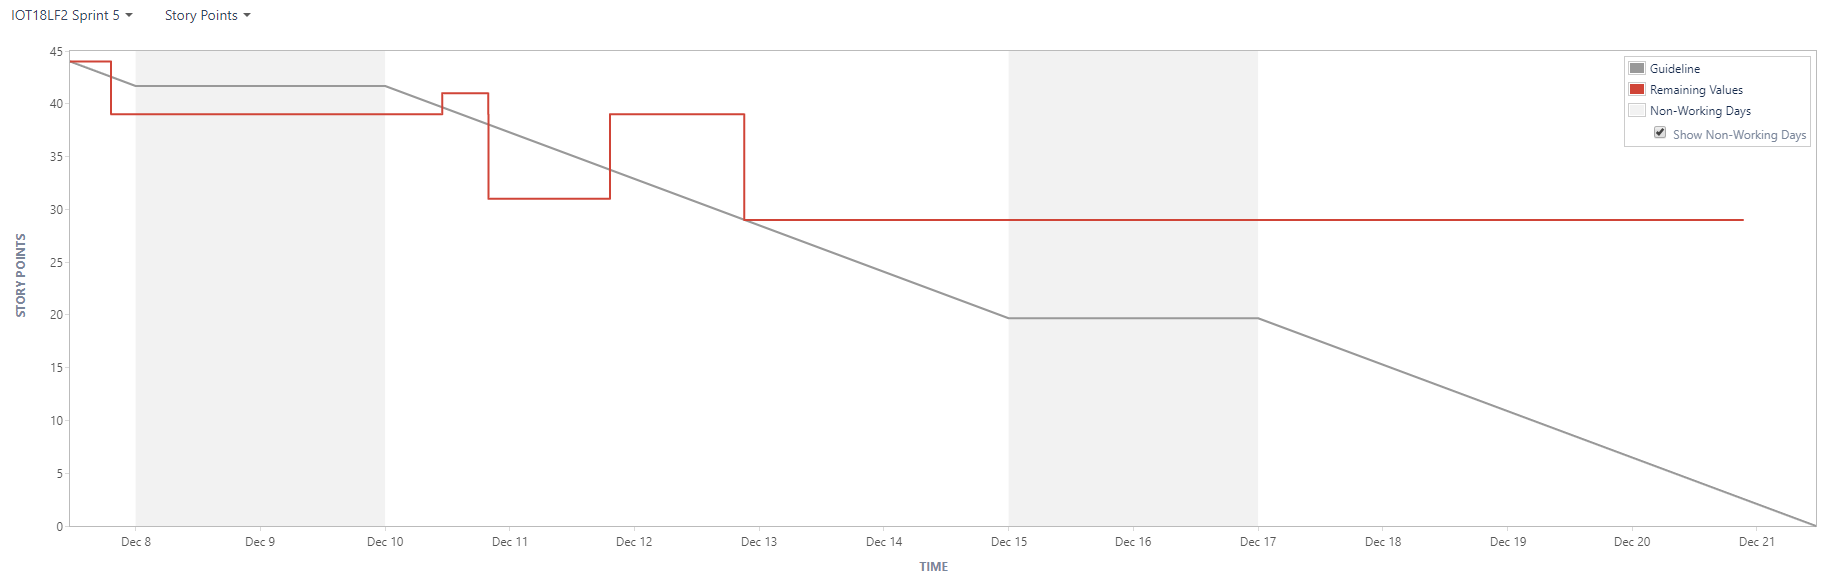 IOT18LF2 Sprint 5 Story Points
45
40
35
30
25
20
15
10
5
0
STORY POINTS
Guideline
Remaining Values
Non-Working Days
Show Non-Working Days
Dec 8 Dec 9 Dec 10 Dec 11 Dec 12 Dec 13 Dec 14 Dec 15 Dec 16 Dec 17 Dec 18 Dec 19 Dec 20 Dec 21
TIME